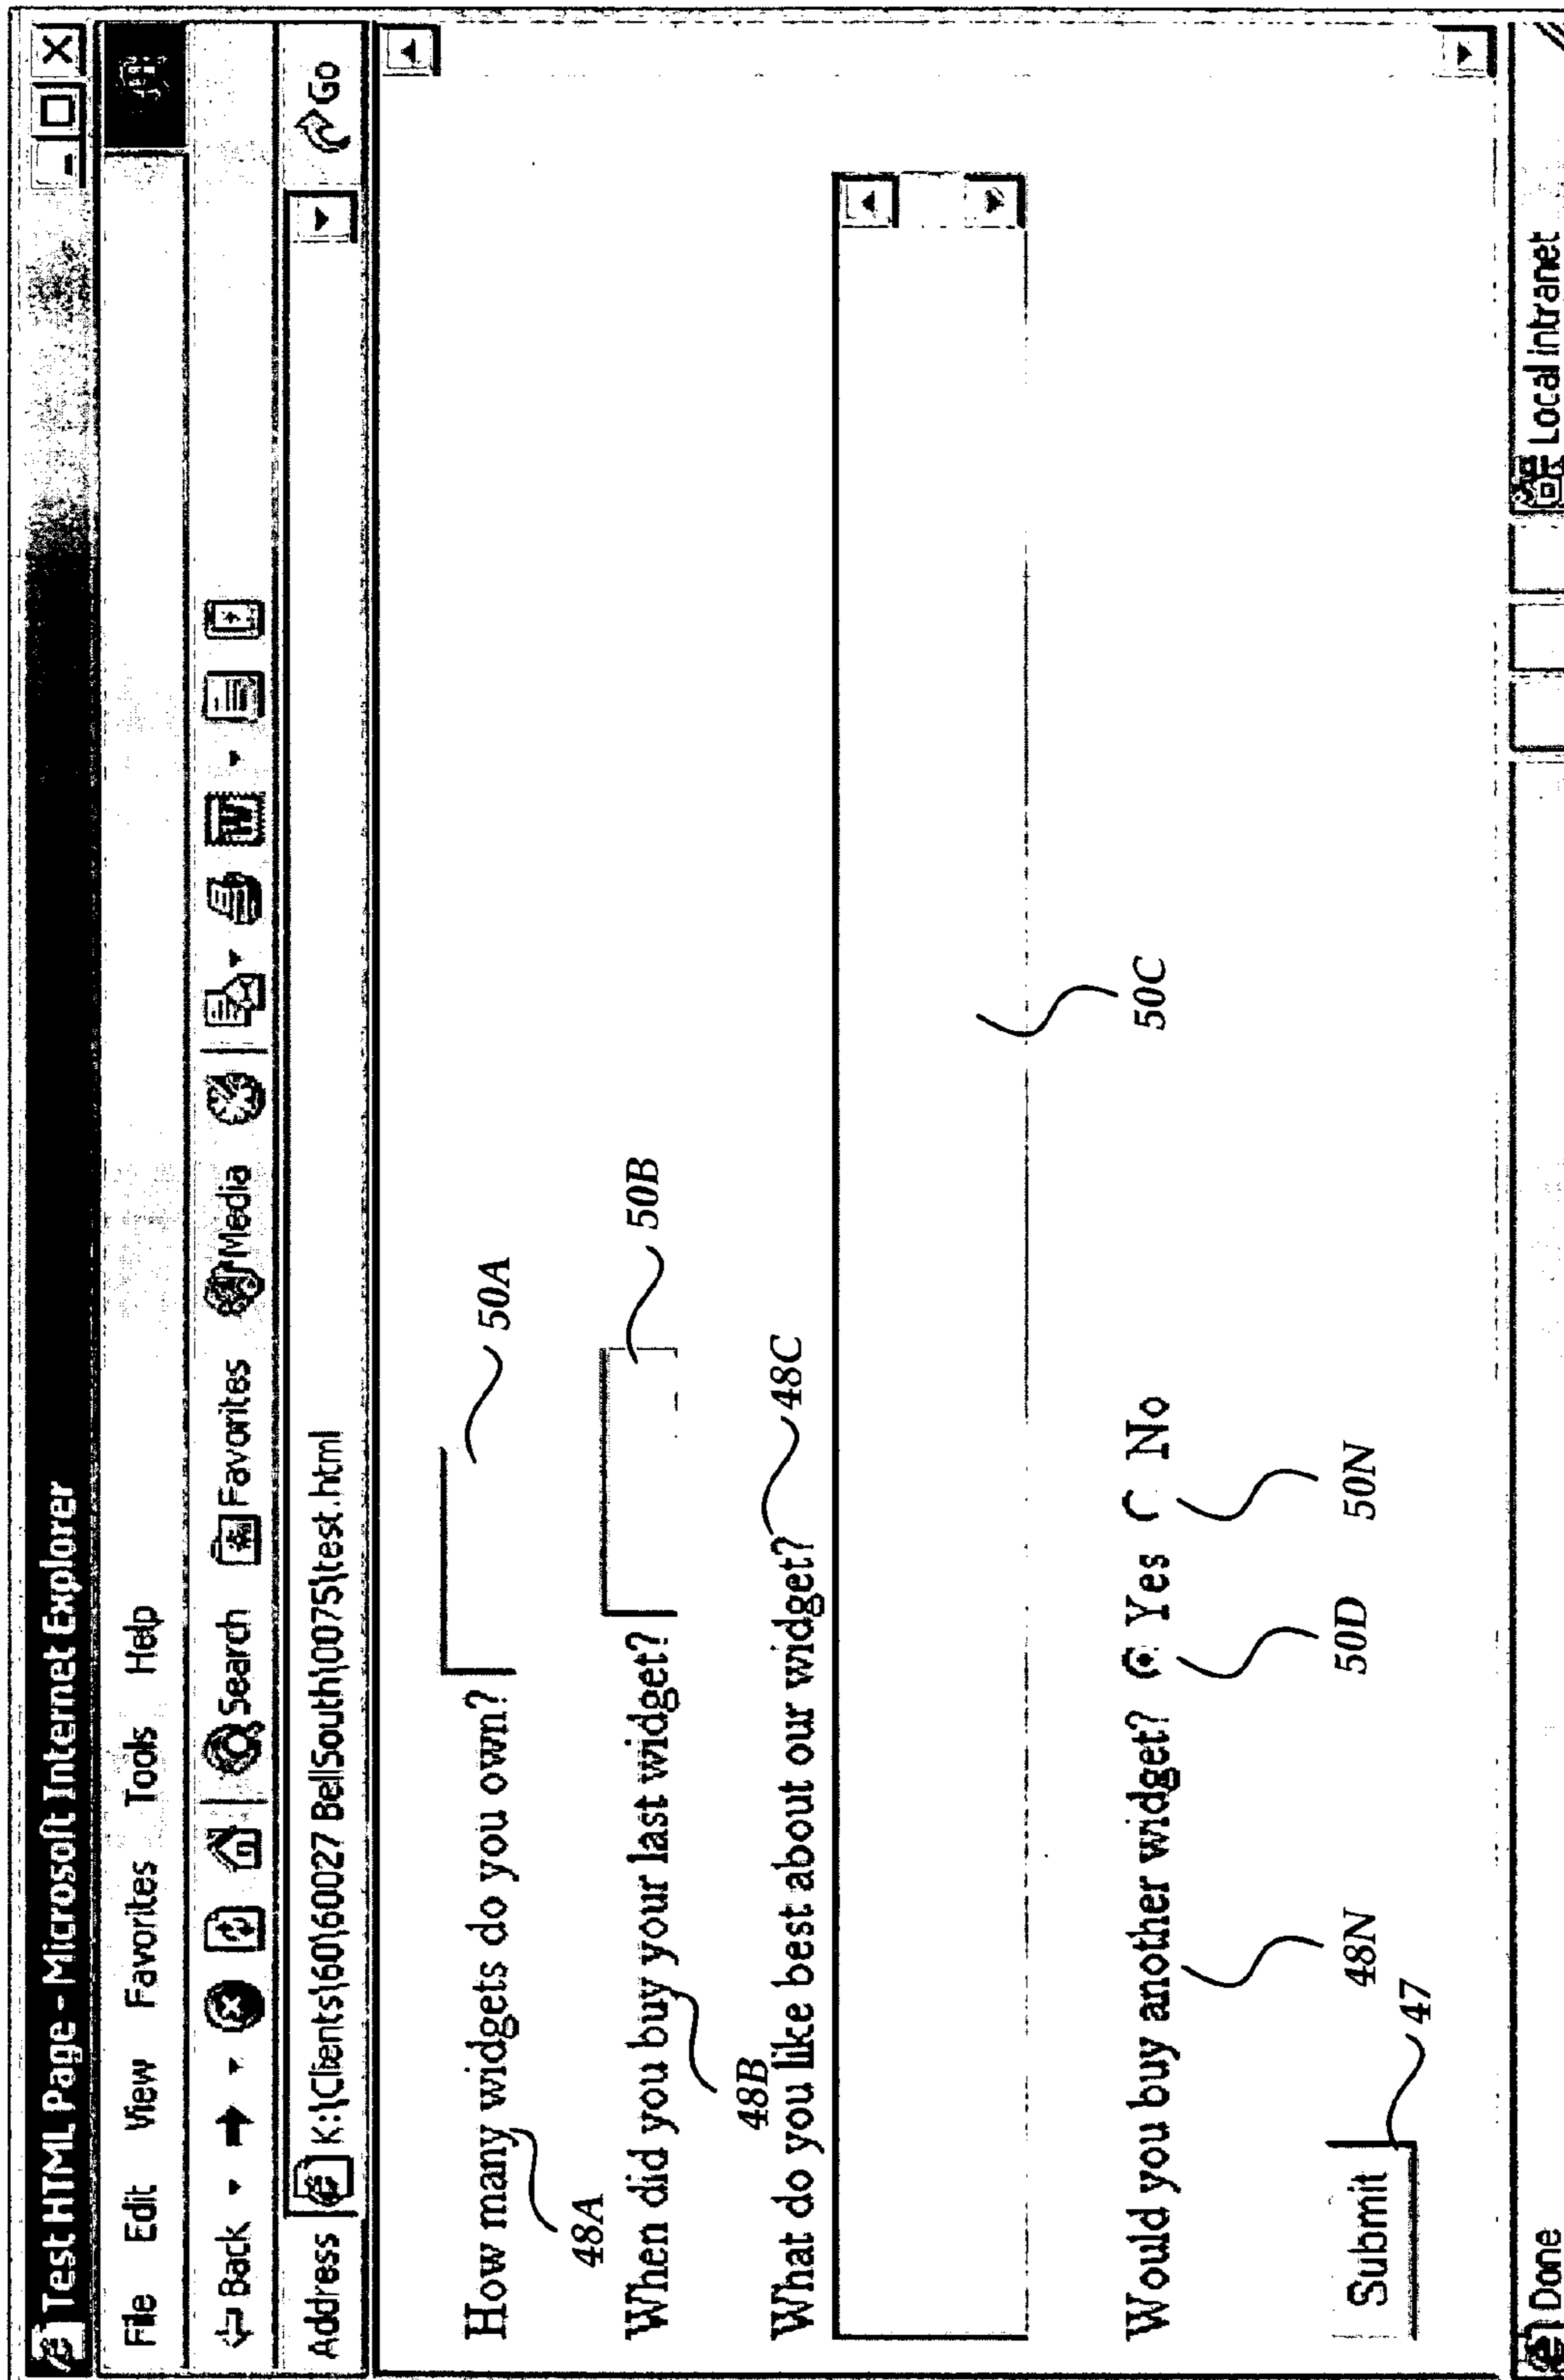 Test HTML Page - Microsoft Internet Explorer
File Edit View Favorites Tools Help
Back Search Favorites Media
Address K:\Clients\60\60027 BellSouth\0075\test.html Go
How many widgets do you own?
48A 50A
When did you buy your last widget?
48B 50B
What do you like best about our widget?
48C
50C
Would you buy another widget? Yes No
48N 50D 50N
Submit
47
Done Local intranet